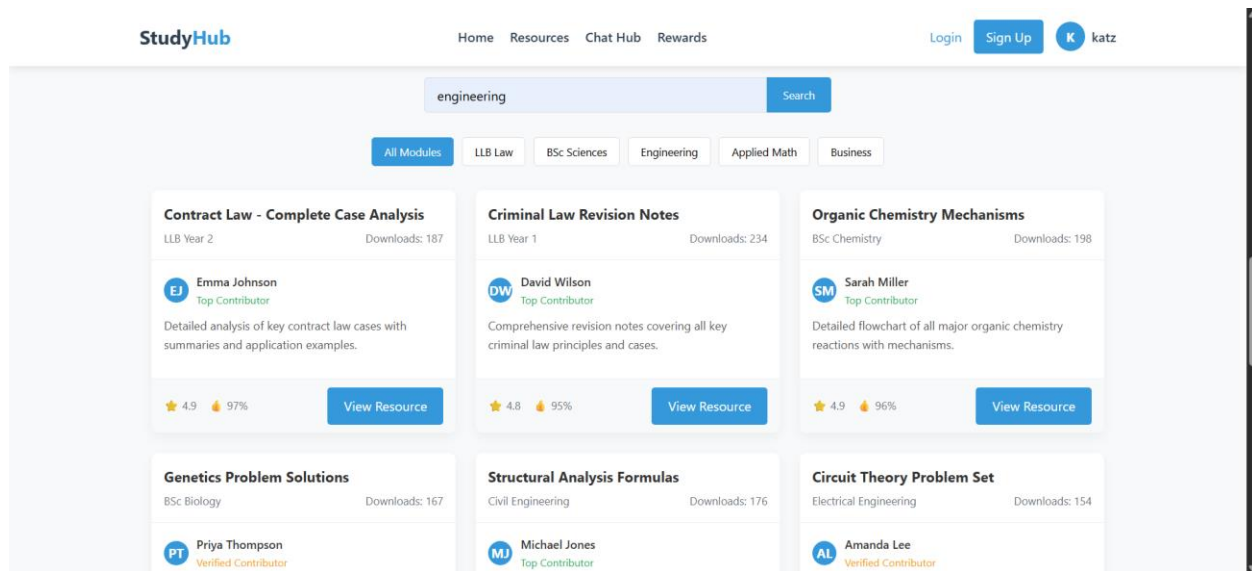 StudyHub
Home Resources Chat Hub Rewards
Login Sign Up K katz
engineering Search
All Modules LLB Law BSc Sciences Engineering Applied Math Business
Contract Law - Complete Case Analysis
LLB Year 2 Downloads: 187
EJ Emma Johnson
Top Contributor
Detailed analysis of key contract law cases with
summaries and application examples.
4.9 97% View Resource
Criminal Law Revision Notes
LLB Year 1 Downloads: 234
DW David Wilson
Top Contributor
Comprehensive revision notes covering all key
criminal law principles and cases.
4.8 95% View Resource
Organic Chemistry Mechanisms
BSc Chemistry Downloads: 198
SM Sarah Miller
Top Contributor
Detailed flowchart of all major organic chemistry
reactions with mechanisms.
4.9 96% View Resource
Genetics Problem Solutions
BSc Biology Downloads: 167
PT Priya Thompson
Verified Contributor
Structural Analysis Formulas
Civil Engineering Downloads: 176
MJ Michael Jones
Top Contributor
Circuit Theory Problem Set
Electrical Engineering Downloads: 154
AL Amanda Lee
Verified Contributor